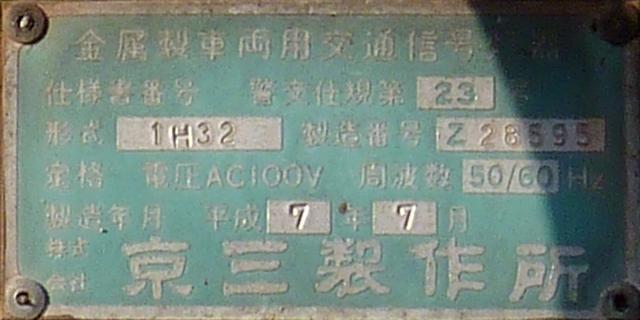 金属製車両用交通信号灯器
仕様書番号 警交仕規第 23 号
形式 1H32 製造番号 Z28595
定格 電圧AC100V 周波数 50/60 Hz
製造年月 平成 7 年 7 月
株式会社 京三製作所